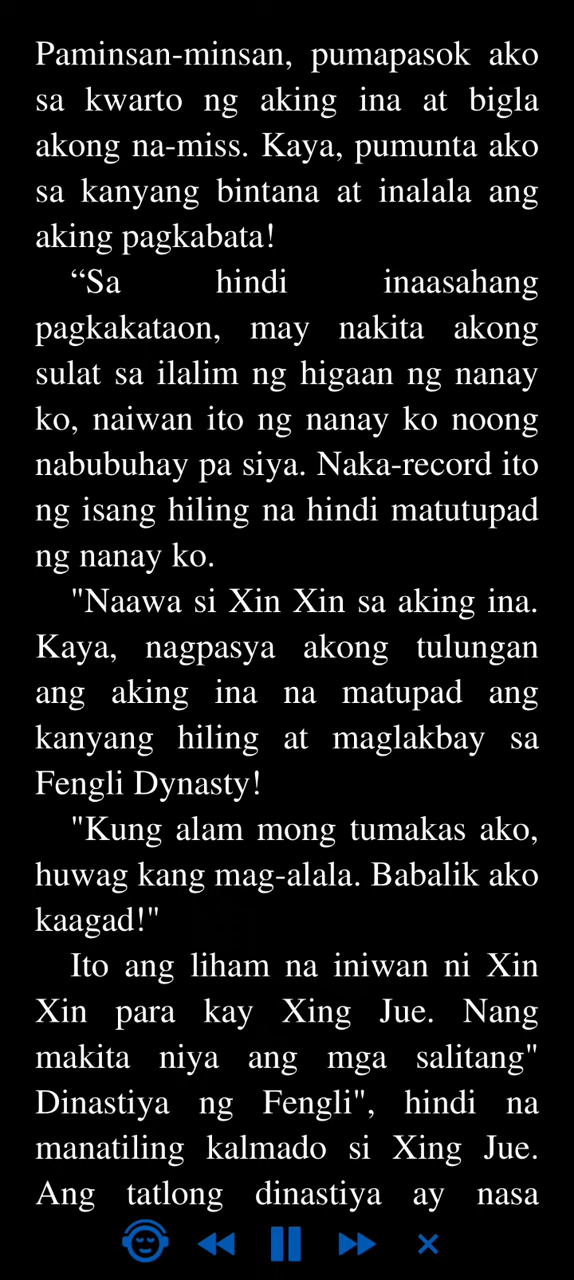 Paminsan-minsan, pumapasok ako
sa kwarto ng aking ina at bigla
akong na-miss. Kaya, pumunta ako
sa kanyang bintana at inalala ang
aking pagkabata!
“Sa hindi inaasahang
pagkakataon, may nakita akong
sulat sa ilalim ng higaan ng nanay
ko, naiwan ito ng nanay ko noong
nabubuhay pa siya. Naka-record ito
ng isang hiling na hindi matutupad
ng nanay ko.
"Naawa si Xin Xin sa aking ina.
Kaya, nagpasya akong tulungan
ang aking ina na matupad ang
kanyang hiling at maglakbay sa
Fengli Dynasty!
"Kung alam mong tumakas ako,
huwag kang mag-alala. Babalik ako
kaagad!"
Ito ang liham na iniwan ni Xin
Xin para kay Xing Jue. Nang
makita niya ang mga salitang"
Dinastiya ng Fengli", hindi na
manatiling kalmado si Xing Jue.
Ang tatlong dinastiya ay nasa